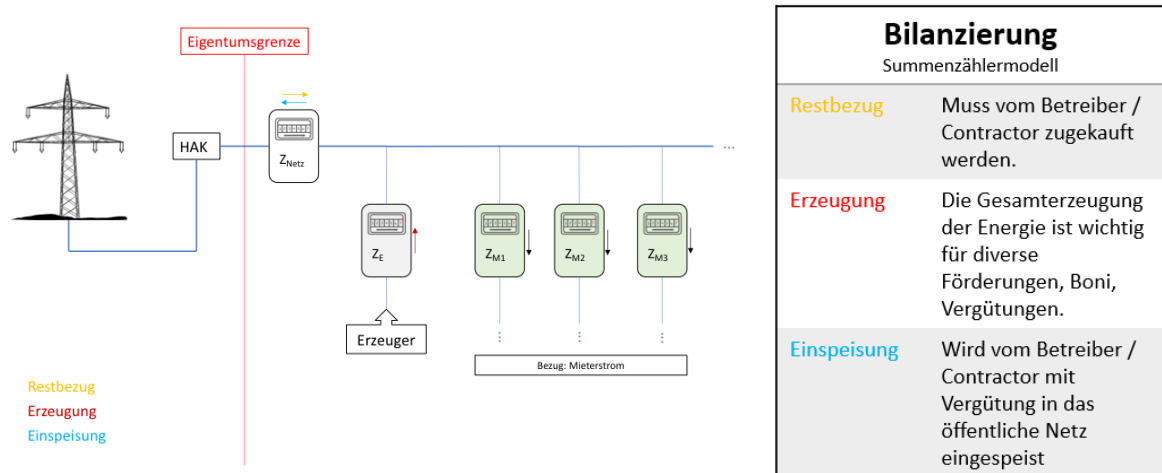 Eigentumsgrenze
HAK
Z_Netz
...
Z_E
Z_M1
Z_M2
Z_M3
Erzeuger
...
...
...
Bezug: Mieterstrom
Restbezug
Erzeugung
Einspeisung
Bilanzierung
Summenzählermodell
Restbezug
Muss vom Betreiber /
Contractor zugekauft
werden.
Erzeugung
Die Gesamterzeugung
der Energie ist wichtig
für diverse
Förderungen, Boni,
Vergütungen.
Einspeisung
Wird vom Betreiber /
Contractor mit
Vergütung in das
öffentliche Netz
eingespeist